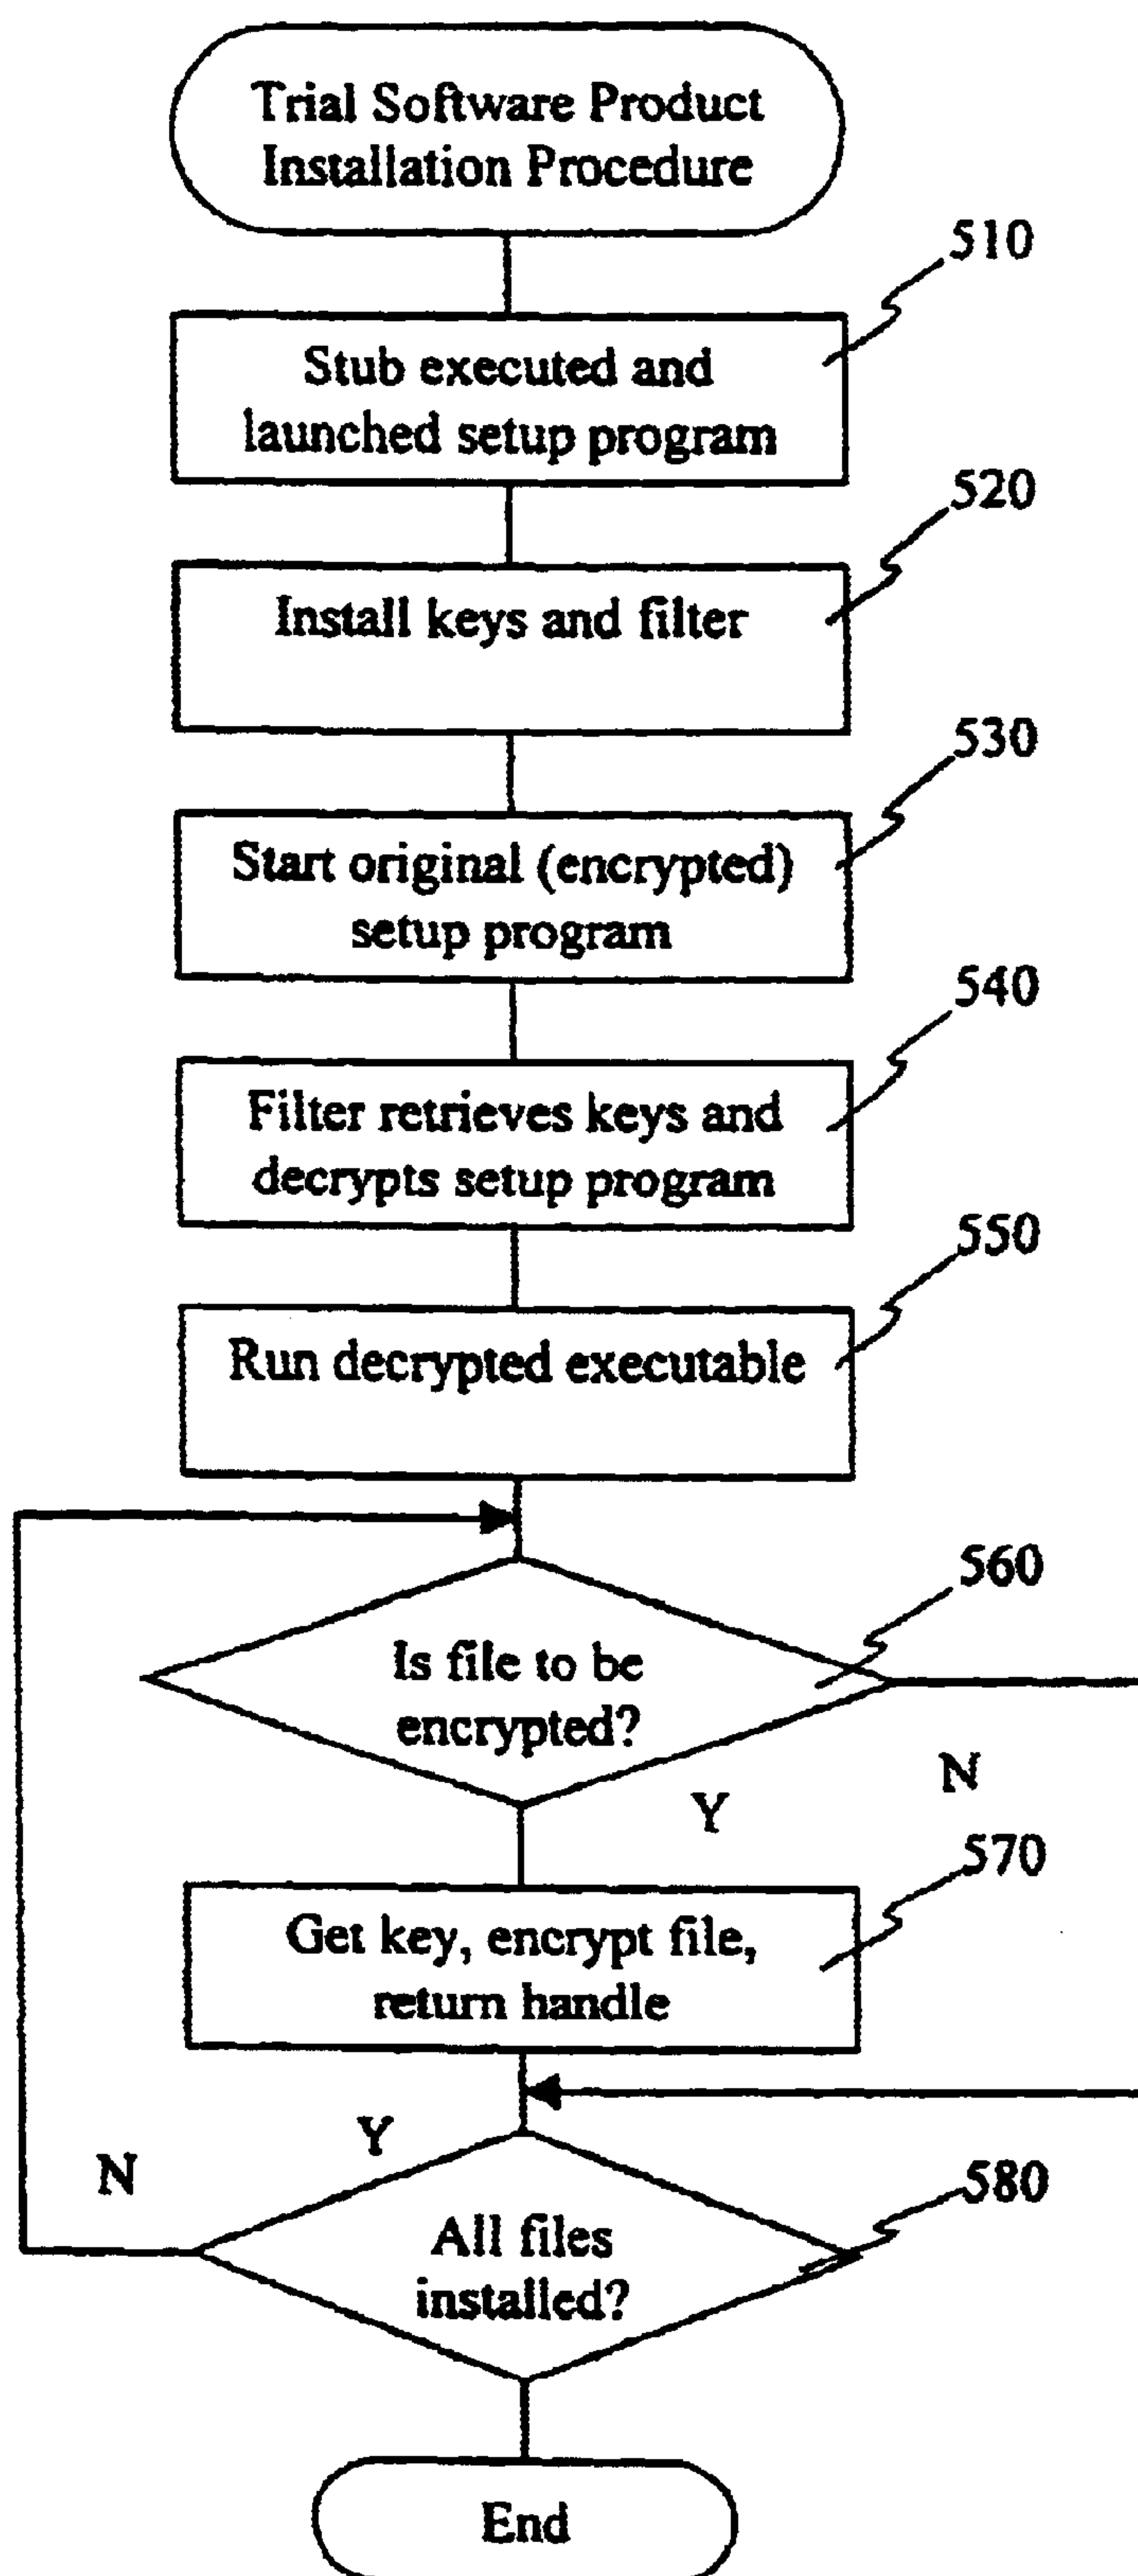 Trial Software Product
Installation Procedure
510
Stub executed and
launched setup program
520
Install keys and filter
530
Start original (encrypted)
setup program
540
Filter retrieves keys and
decrypts setup program
550
Run decrypted executable
560
Is file to be
encrypted?
N
Y
570
Get key, encrypt file,
return handle
Y
N
580
All files
installed?
End